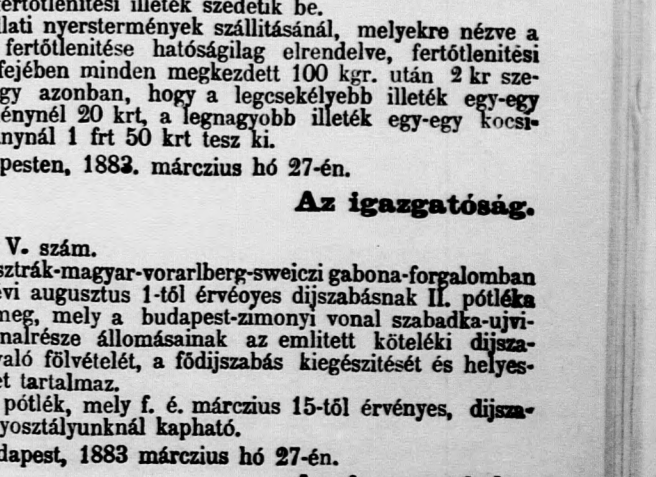 fertőtlenitési illeték szedetik be.
llati nyerstermények szállitásánál, melyekre nézve a
fertőtlenitése hatóságilag elrendelve, fertőtlenitési
fejében minden megkezdett 100 kgr. után 2 kr sze-
gy azonban, hogy a legcsekélyebb illeték egy-egy
énynél 20 krt, a legnagyobb illeték egy-egy kocsi-
nynál 1 frt 50 krt tesz ki.
pesten, 1883. márczius hó 27-én.
Az igazgatóság.
V. szám.
sztrák-magyar-vorarlberg-sweiczi gabona-forgalomban
évi augusztus 1-től érvéoyes dijszabásnak II. pótléka
meg, mely a budapest-zimonyi vonal szabadka-ujvi-
nalrésze állomásainak az emlitett köteléki dijsza-
való fölvételét, a fődijszabás kiegészitését és helyes-
t tartalmaz.
pótlék, mely f. é. márczius 15-től érvényes, dijsza-
yosztályunknál kapható.
dapest, 1883 márczius hó 27-én.